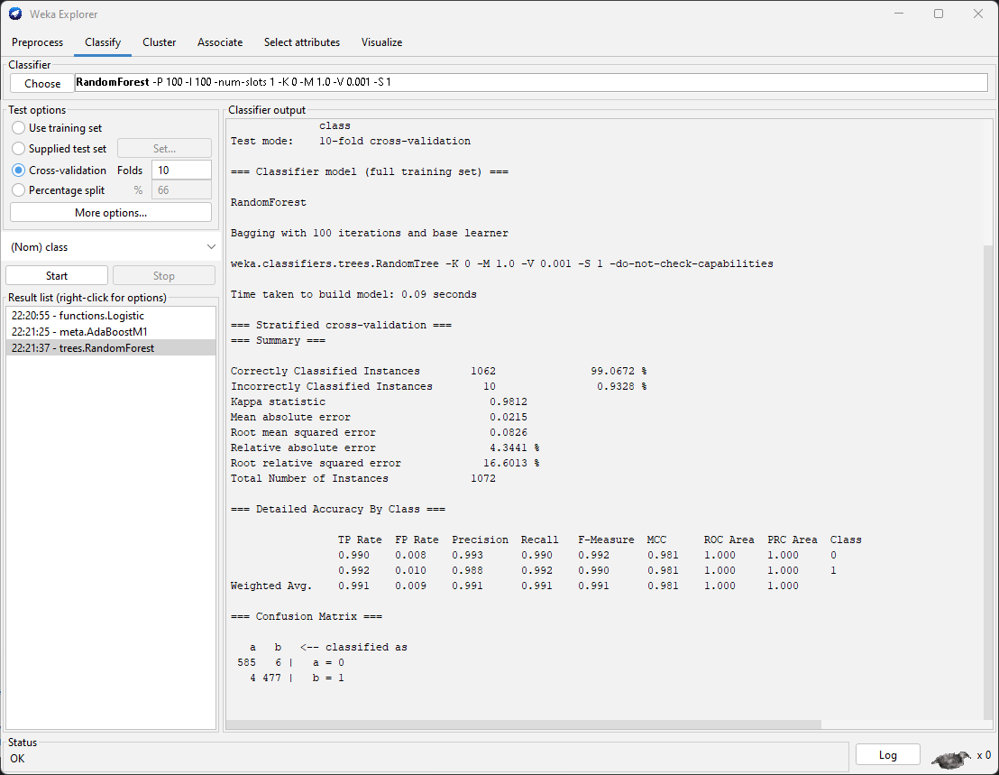 Weka Explorer
Preprocess Classify Cluster Associate Select attributes Visualize
Classifier
Choose RandomForest -P 100 -I 100 -num-slots 1 -K 0 -M 1.0 -V 0.001 -S 1
Test options
Use training set
Supplied test set Set...
Cross-validation Folds 10
Percentage split % 66
More options...
(Nom) class
Start Stop
Result list (right-click for options)
22:20:55 - functions.Logistic
22:21:25 - meta.AdaBoostM1
22:21:37 - trees.RandomForest
Classifier output
class
Test mode: 10-fold cross-validation
=== Classifier model (full training set) ===
RandomForest
Bagging with 100 iterations and base learner
weka.classifiers.trees.RandomTree -K 0 -M 1.0 -V 0.001 -S 1 -do-not-check-capabilities
Time taken to build model: 0.09 seconds
=== Stratified cross-validation ===
=== Summary ===
Correctly Classified Instances 1062 99.0672 %
Incorrectly Classified Instances 10 0.9328 %
Kappa statistic 0.9812
Mean absolute error 0.0215
Root mean squared error 0.0826
Relative absolute error 4.3441 %
Root relative squared error 16.6013 %
Total Number of Instances 1072
=== Detailed Accuracy By Class ===
TP Rate FP Rate Precision Recall F-Measure MCC ROC Area PRC Area Class
0.990 0.008 0.993 0.990 0.992 0.981 1.000 1.000 0
0.992 0.010 0.988 0.992 0.990 0.981 1.000 1.000 1
Weighted Avg. 0.991 0.009 0.991 0.991 0.991 0.981 1.000 1.000
=== Confusion Matrix ===
a b <-- classified as
585 6 | a = 0
4 477 | b = 1
Status
OK
Log
x 0